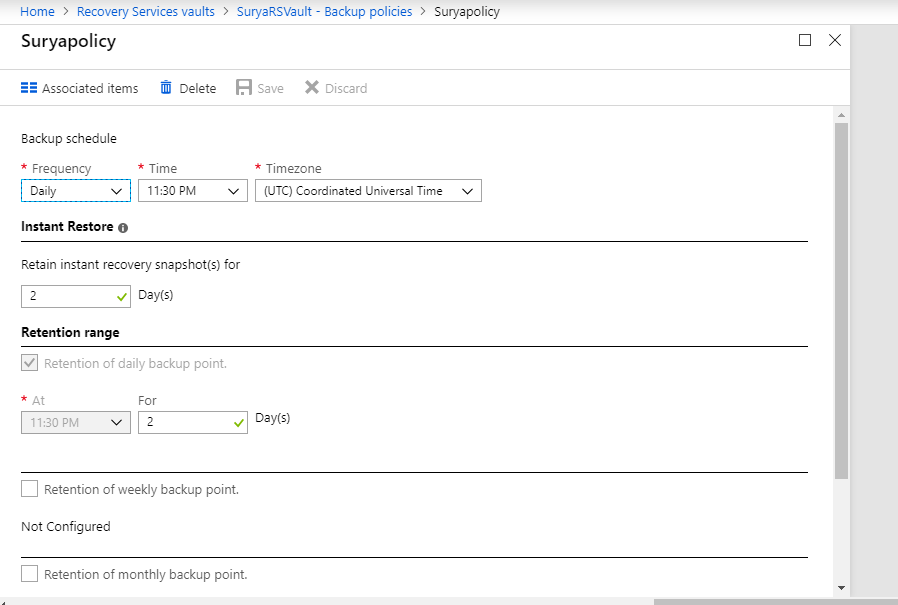 Home > Recovery Services vaults > SuryaRSVault - Backup policies > Suryapolicy
Suryapolicy
Associated items Delete Save Discard
Backup schedule
* Frequency * Time * Timezone
Daily 11:30 PM (UTC) Coordinated Universal Time
Instant Restore
Retain instant recovery snapshot(s) for
2 Day(s)
Retention range
Retention of daily backup point.
* At For
11:30 PM 2 Day(s)
Retention of weekly backup point.
Not Configured
Retention of monthly backup point.